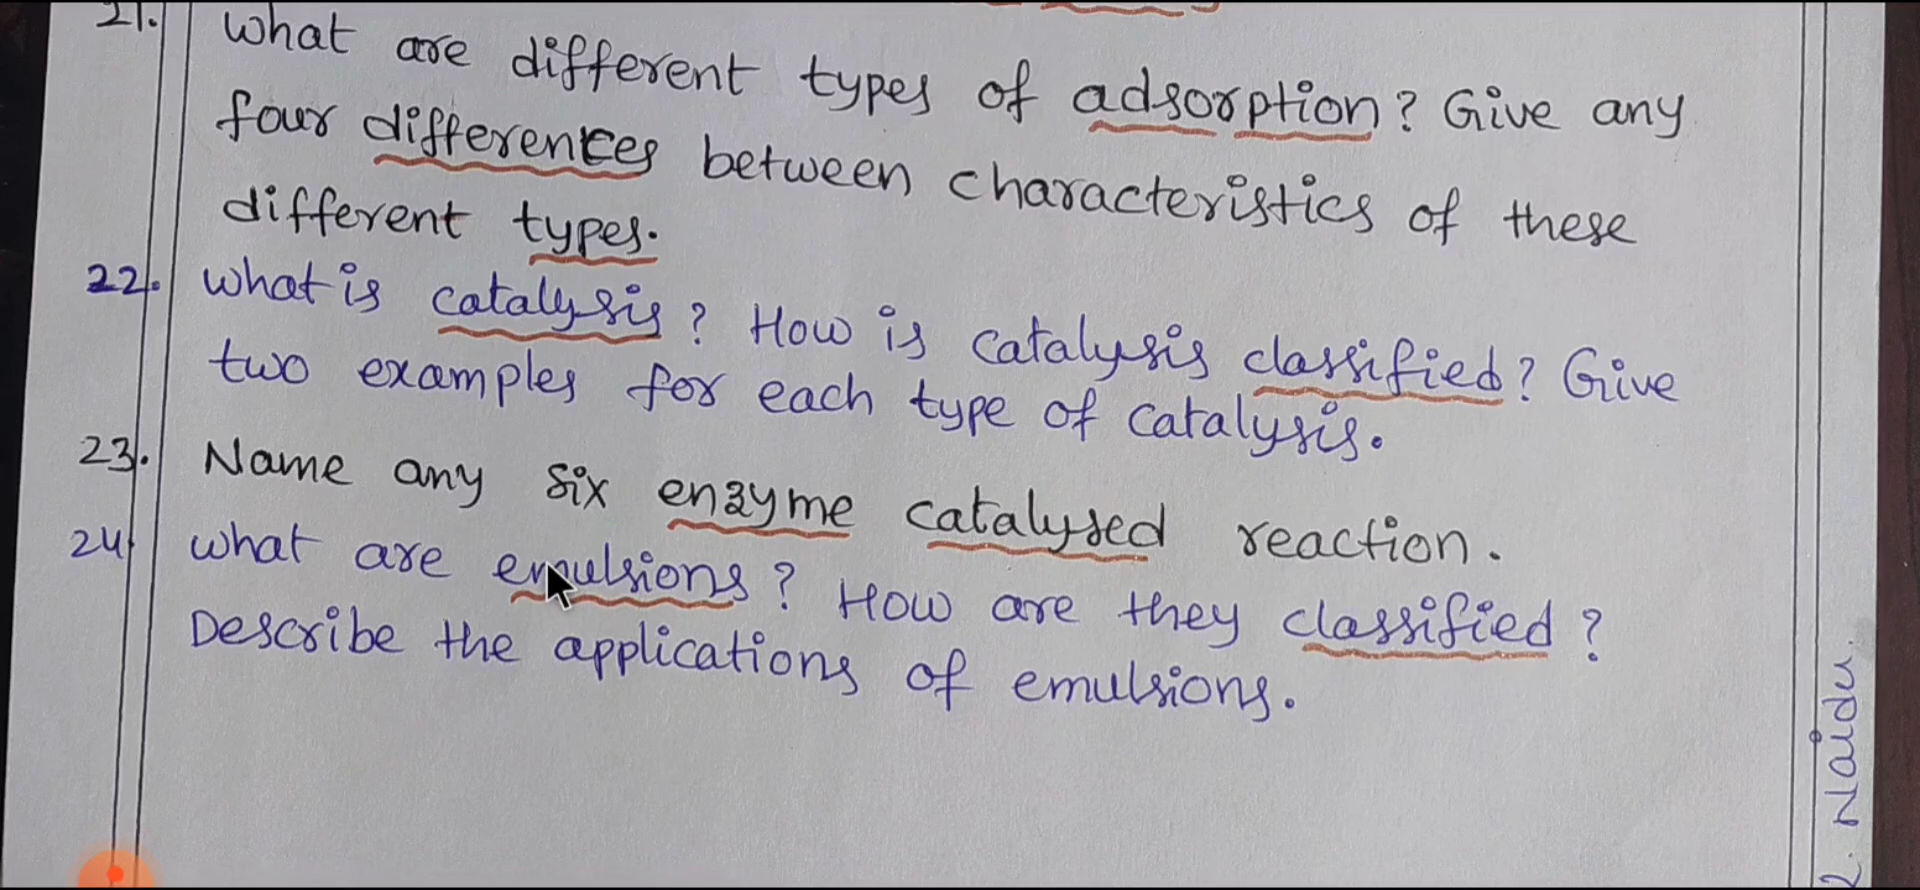 21. What are different types of adsorption? Give any
four differences between characteristics of these
different types.
22. What is catalysis? How is catalysis classified? Give
two examples for each type of catalysis.
23. Name any six enzyme catalysed reaction.
24 What are emulsions? How are they classified?
Describe the applications of emulsions.
Naidu.